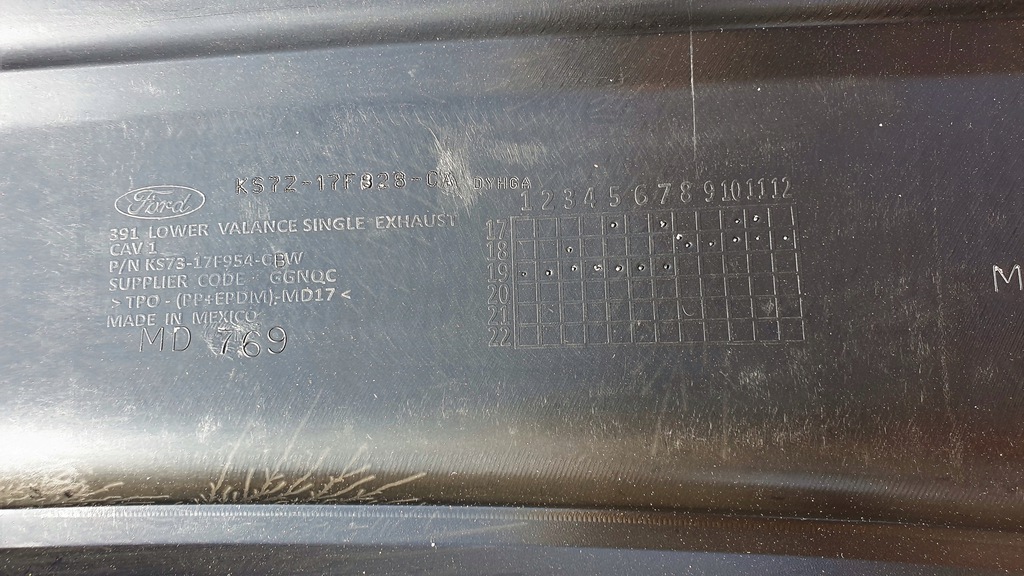 KS7Z-17F828-CA DYHGA
Ford
391 LOWER VALANCE SINGLE EXHAUST
CAV 1
P/N KS73-17F954-CBW
SUPPLIER CODE GGNQC
>TPO - (PP+EPDM)-MD17<
MADE IN MEXICO
MD 769
1 2 3 4 5 6 7 8 9 10 11 12
17
18
19
20
21
22
M